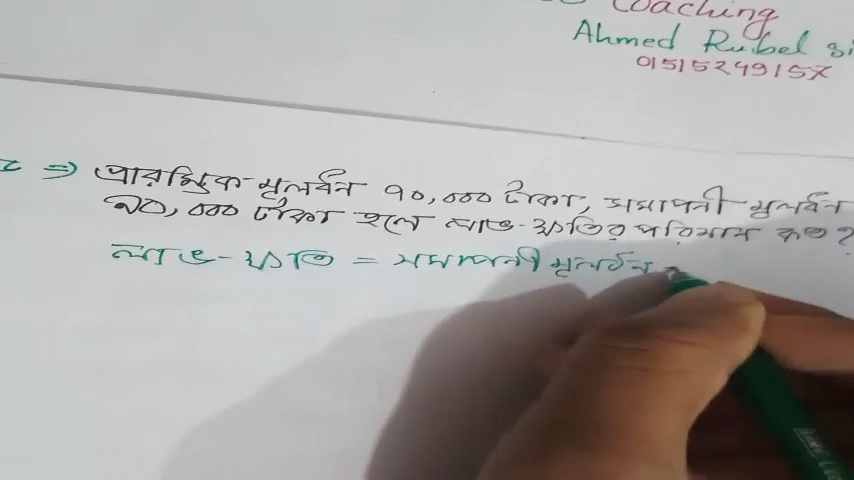 Coaching
Ahmed Rubel
015152491৫X
⇒ প্রারম্ভিক মূলধন ৭০,০০০ টাকা, সমাপনী মূলধন
৯০,০০০ টাকা হলে লাভ-ক্ষতির পরিমান কত?
লাভ-ক্ষতি = সমাপনী মূলধন